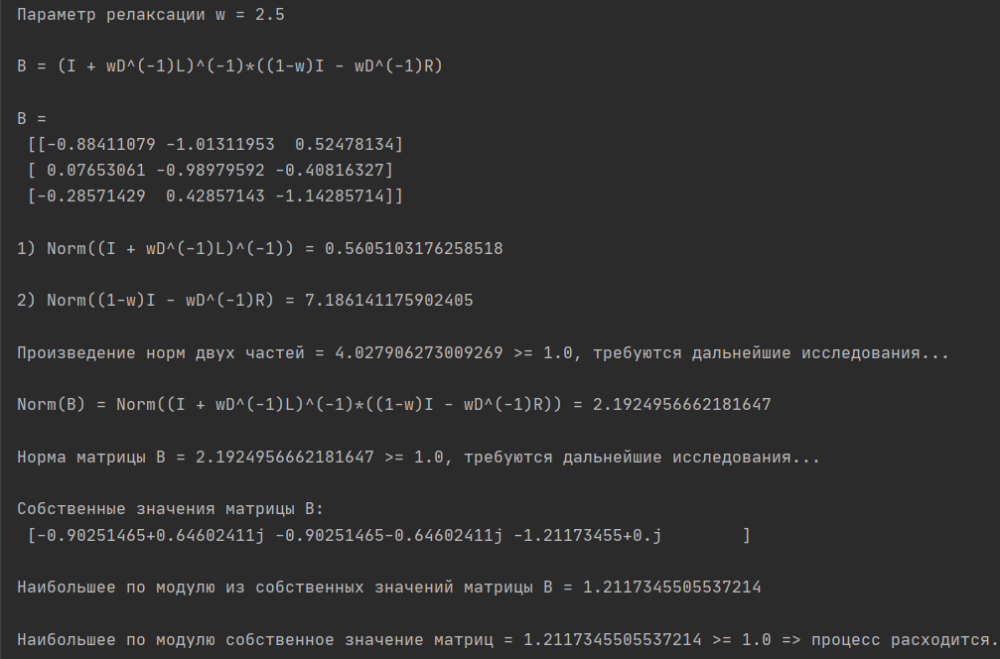 Параметр релаксации w = 2.5
B = (I + wD^(-1)L)^(-1)*((1-w)I - wD^(-1)R)
B =
[[-0.88411079 -1.01311953  0.52478134]
[ 0.07653061 -0.98979592 -0.40816327]
[-0.28571429  0.42857143 -1.14285714]]
1) Norm((I + wD^(-1)L)^(-1)) = 0.5605103176258518
2) Norm((1-w)I - wD^(-1)R) = 7.186141175902405
Произведение норм двух частей = 4.027906273009269 >= 1.0, требуются дальнейшие исследования...
Norm(B) = Norm((I + wD^(-1)L)^(-1)*((1-w)I - wD^(-1)R)) = 2.1924956662181647
Норма матрицы B = 2.1924956662181647 >= 1.0, требуются дальнейшие исследования...
Собственные значения матрицы B:
[-0.90251465+0.64602411j -0.90251465-0.64602411j -1.21173455+0.j        ]
Наибольшее по модулю из собственных значений матрицы B = 1.2117345505537214
Наибольшее по модулю собственное значение матриц = 1.2117345505537214 >= 1.0 => процесс расходится.